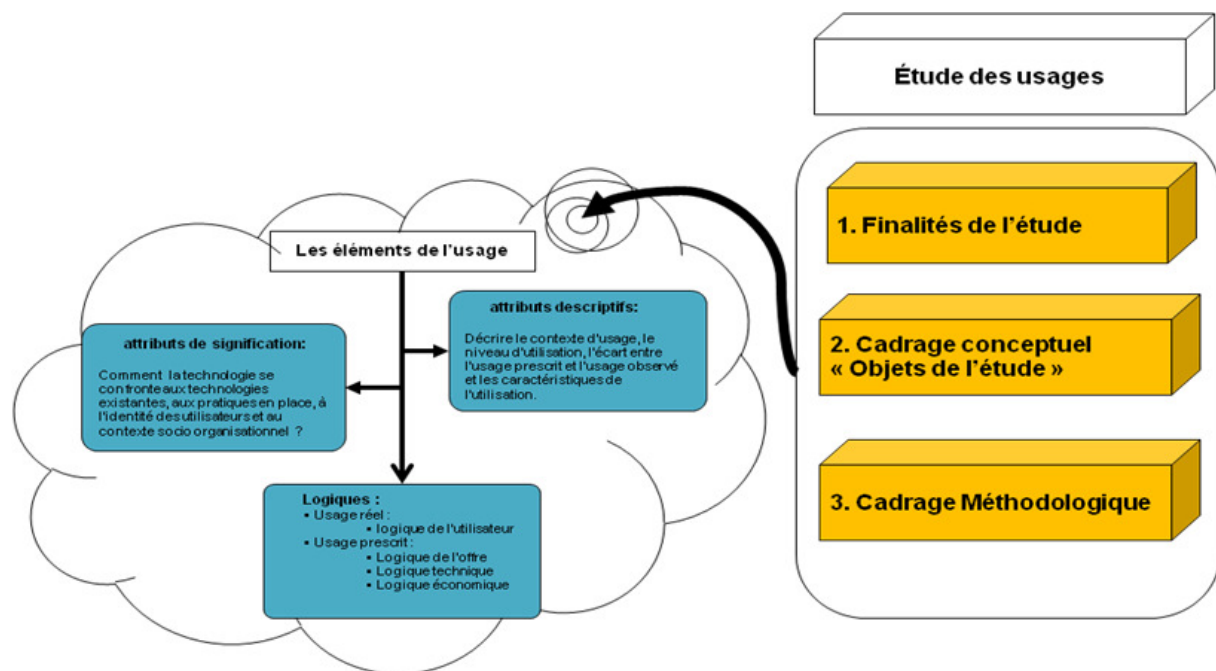 Étude des usages
1. Finalités de l'étude
2. Cadrage conceptuel
« Objets de l'étude »
3. Cadrage Méthodologique
Les éléments de l'usage
attributs descriptifs:
Décrire le contexte d'usage, le
niveau d'utilisation, l'écart entre
l'usage prescrit et l'usage observé
et les caractéristiques de
l'utilisation.
attributs de signification:
Comment la technologie se
confronte aux technologies
existantes, aux pratiques en place, à
l'identité des utilisateurs et au
contexte socio organisationnel ?
Logiques :
▪ Usage réel :
▪ logique de l'utilisateur
▪ Usage prescrit :
▪ Logique de l'offre
▪ Logique technique
▪ Logique économique